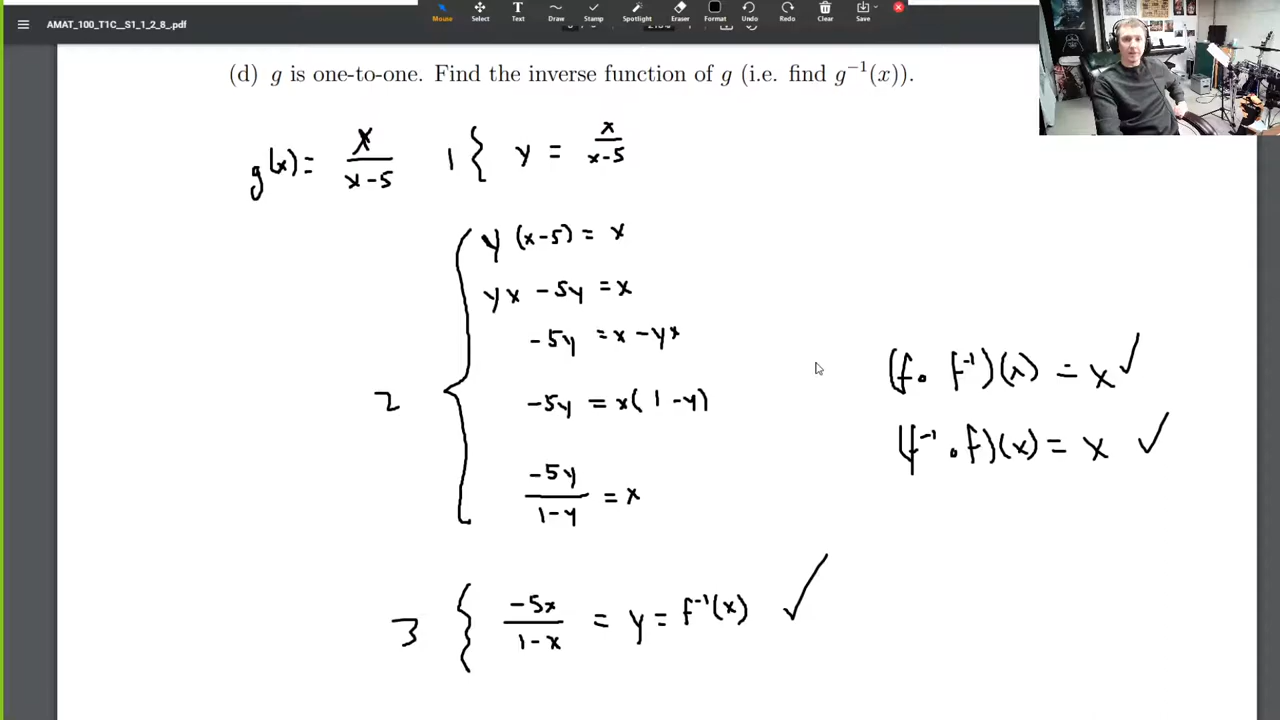 AMAT_100_T1C_S1_1_2_8_.pdf
Mouse Select Text Draw Stamp Spotlight Eraser Format Undo Redo Clear Save
(d) g is one-to-one. Find the inverse function of g (i.e. find g⁻¹(x)).
g(x) = x/(x-5) 1 { y = x/(x-5)
y (x-5) = x
yx - 5y = x
-5y = x - yx
(f ∘ f⁻¹)(x) = x ✓
2 { -5y = x(1 - y)
(f⁻¹ ∘ f)(x) = x ✓
-5y/(1-y) = x
3 { -5x/(1-x) = y = f⁻¹(x) ✓